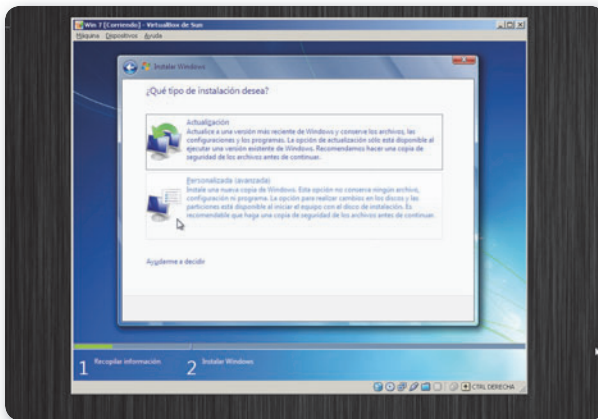 Win 7 [Corriendo] - VirtualBox de Sun
Máquina Dispositivos Ayuda
Instalar Windows
¿Qué tipo de instalación desea?
Actualización
Actualice a una versión más reciente de Windows y conserve los archivos, las
configuraciones y los programas. La opción de actualización sólo está disponible al
ejecutar una versión existente de Windows. Recomendamos hacer una copia de
seguridad de los archivos antes de continuar.
Personalizada (avanzada)
Instale una nueva copia de Windows. Esta opción no conserva ningún archivo,
configuración ni programa. La opción para realizar cambios en los discos y las
particiones está disponible al iniciar el equipo con el disco de instalación. Es
recomendable que haga una copia de seguridad de los archivos antes de continuar.
Ayudarme a decidir
1 Recopilar información 2 Instalar Windows
CTRL DERECHA